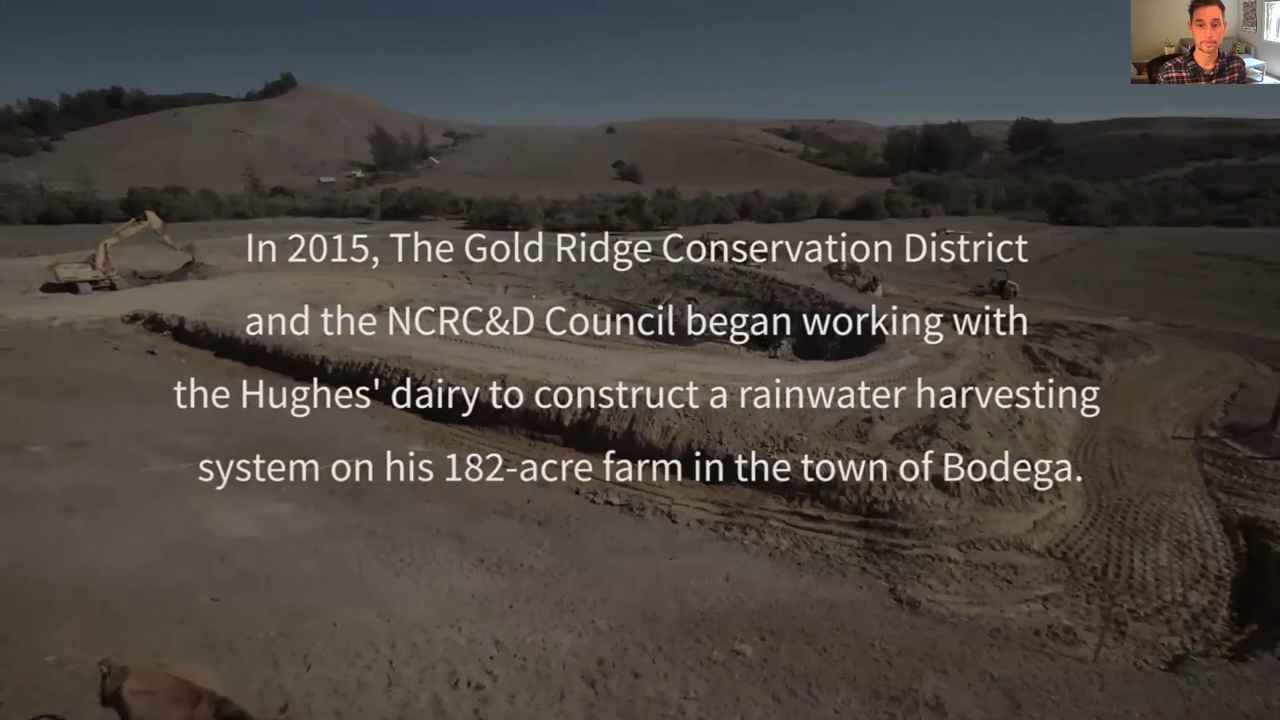 In 2015, The Gold Ridge Conservation District
and the NCRC&D Council began working with
the Hughes' dairy to construct a rainwater harvesting
system on his 182-acre farm in the town of Bodega.